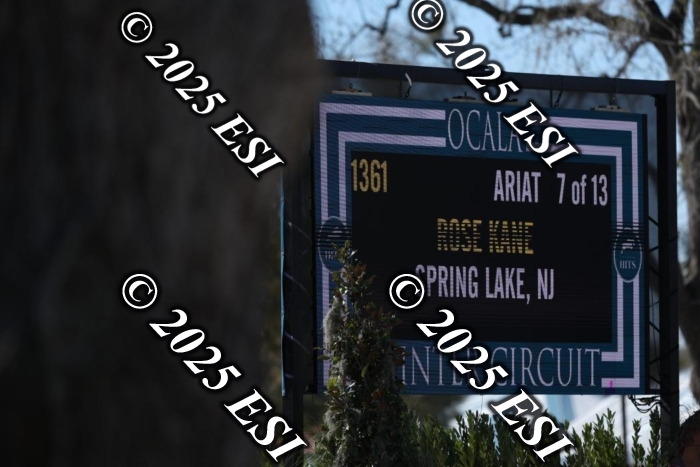 © 2025 ESI
© 2025 ESI
OCALA
1361
ARIAT 7 of 13
ROSE KANE
HITS
SPRING LAKE, NJ
© 2025 ESI
© 2025 ESI
CIRCUIT